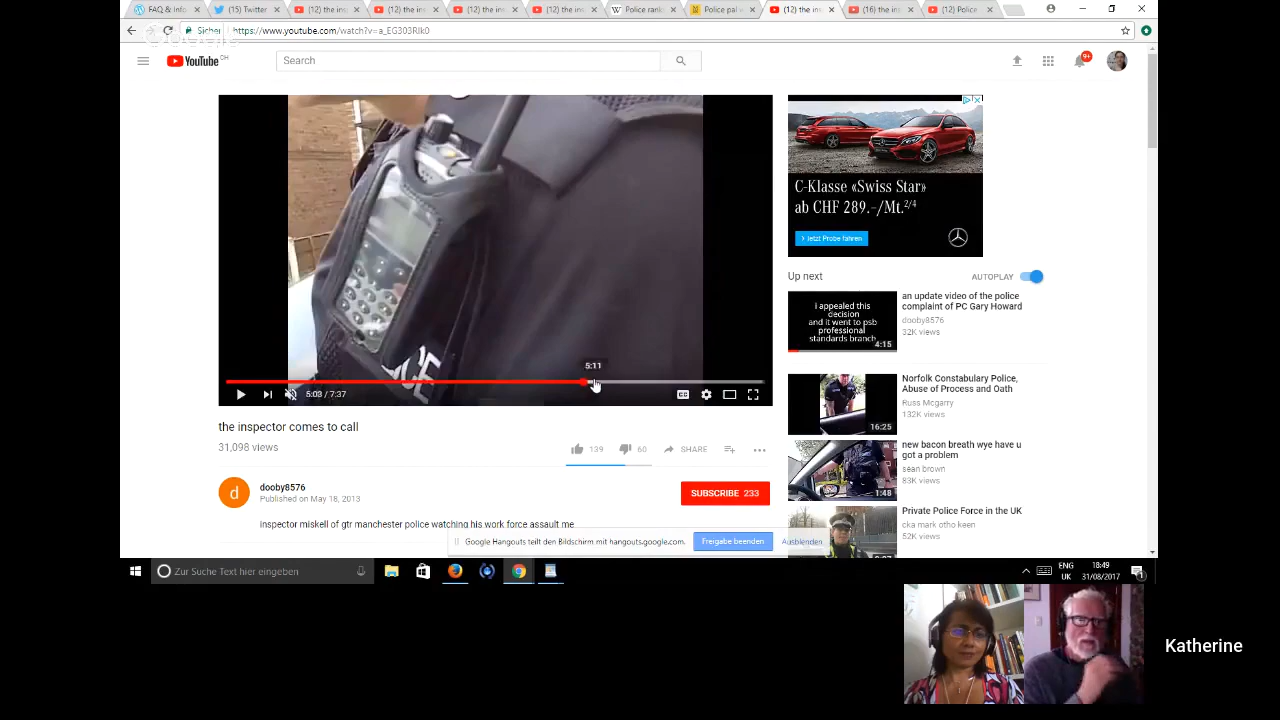 FAQ & Info
(15) Twitter
(12) the ins
(12) the ins
(12) the ins
(12) the ins
Police rank
Police pal
(12) the ins
(16) the ins
(12) Police
Sicher
https://www.youtube.com/watch?v=a_EG303Rlk0
YouTube CH
Search
9+
C-Klasse «Swiss Star»
ab CHF 289.–/Mt.2/4
› Jetzt Probe fahren
Up next
AUTOPLAY
i appealed this
decision
and it went to psb
professional
standards branch
4:15
an update video of the police
complaint of PC Gary Howard
dooby8576
32K views
5:11
5:03 / 7:37
the inspector comes to call
31,098 views
139
60
SHARE
dooby8576
Published on May 18, 2013
SUBSCRIBE 233
inspector miskell of gtr manchester police watching his work force assault me
Norfolk Constabulary Police,
Abuse of Process and Oath
Russ Mcgarry
132K views
16:25
new bacon breath wye have u
got a problem
séan brown
83K views
1:48
Private Police Force in the UK
cka mark otho keen
52K views
Google Hangouts teilt den Bildschirm mit hangouts.google.com.
Freigabe beenden
Ausblenden
Zur Suche Text hier eingeben
ENG
UK
18:49
31/08/2017
1
Katherine